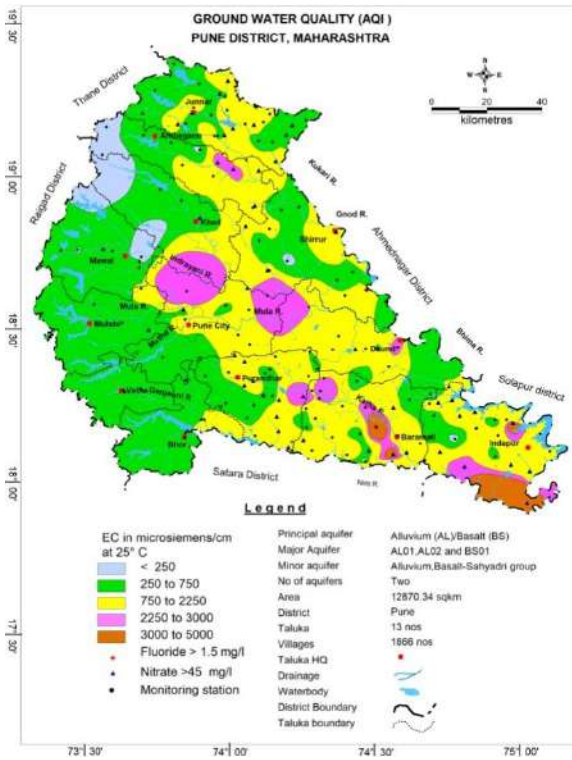 GROUND WATER QUALITY (AQI )
PUNE DISTRICT, MAHARASHTRA
19°30'
19°00'
18°30'
18°00'
17°30'
N
W
E
S
0 20 40
kilometres
Thane District
Raigad District
Junnar
Ambegaon
Kukari R.
Khed
Shirrur
Gnod R.
Ahmednagar District
Mawal
Indrayani R.
Mula R.
Mula R.
Mulshi
Pune City
Daund
Bhima R.
Solapur district
Purandhar
Bhor
Baramati
Indapur
Satara District
Nira R.
Legend
EC in microsiemens/cm
at 25° C
< 250
250 to 750
750 to 2250
2250 to 3000
3000 to 5000
Fluoride > 1.5 mg/l
Nitrate >45 mg/l
Monitoring station
Principal aquifer Alluvium (AL)/Basalt (BS)
Major Aquifer AL01,AL02 and BS01
Minor aquifer Alluvium,Basalt-Sahyadri group
No of aquifers Two
Area 12870.34 sqkm
District Pune
Taluka 13 nos
Villages 1866 nos
Taluka HQ
Drainage
Waterbody
District Boundary
Taluka boundary
73°30' 74°00' 74°30' 75°00'